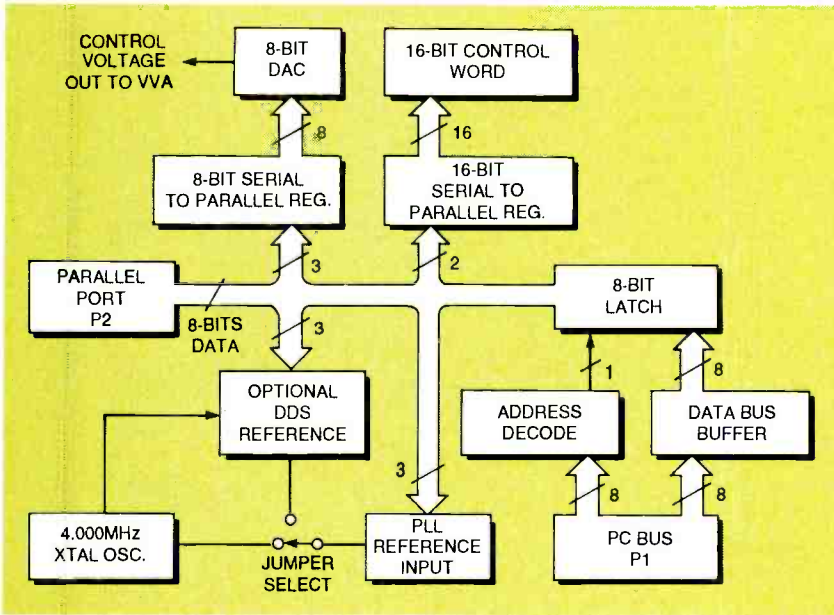 CONTROL
VOLTAGE
OUT TO VVA
8-BIT
DAC
16-BIT CONTROL
WORD
8
16
8-BIT SERIAL
TO PARALLEL REG.
16-BIT
SERIAL TO
PARALLEL REG.
3
2
PARALLEL
PORT
P2
8-BITS
DATA
8-BIT
LATCH
3
1
8
OPTIONAL
DDS
REFERENCE
ADDRESS
DECODE
DATA BUS
BUFFER
3
8
8
4.000MHz
XTAL OSC.
JUMPER
SELECT
PLL
REFERENCE
INPUT
PC BUS
P1